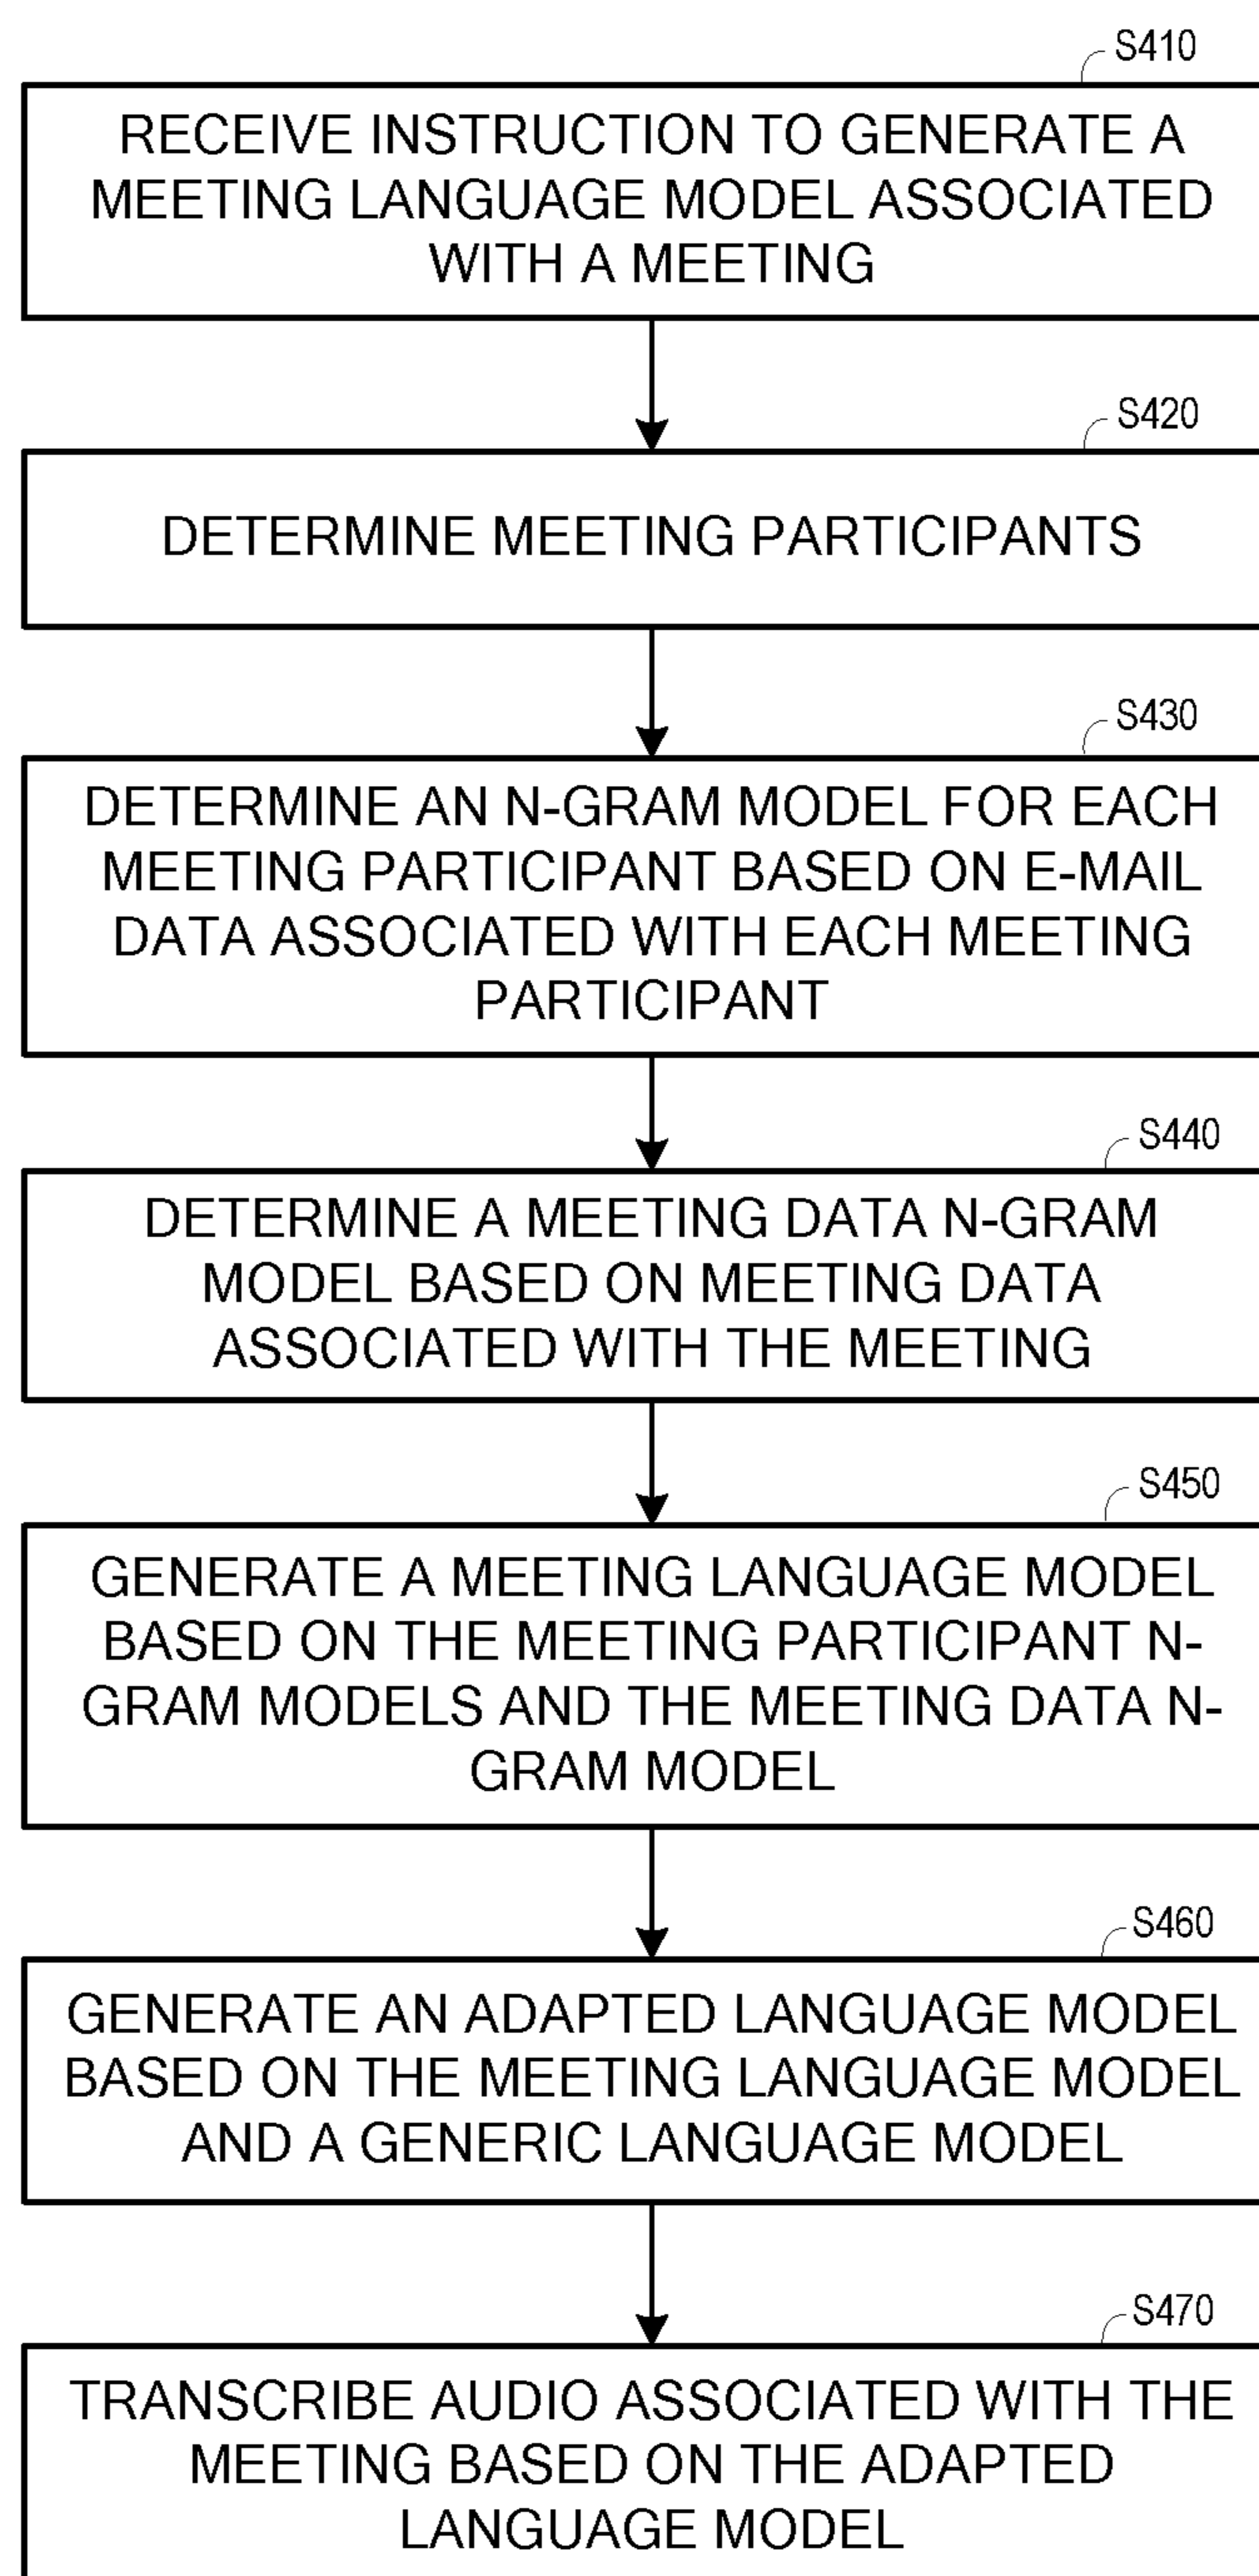 S410
RECEIVE INSTRUCTION TO GENERATE A
MEETING LANGUAGE MODEL ASSOCIATED
WITH A MEETING
S420
DETERMINE MEETING PARTICIPANTS
S430
DETERMINE AN N-GRAM MODEL FOR EACH
MEETING PARTICIPANT BASED ON E-MAIL
DATA ASSOCIATED WITH EACH MEETING
PARTICIPANT
S440
DETERMINE A MEETING DATA N-GRAM
MODEL BASED ON MEETING DATA
ASSOCIATED WITH THE MEETING
S450
GENERATE A MEETING LANGUAGE MODEL
BASED ON THE MEETING PARTICIPANT N-
GRAM MODELS AND THE MEETING DATA N-
GRAM MODEL
S460
GENERATE AN ADAPTED LANGUAGE MODEL
BASED ON THE MEETING LANGUAGE MODEL
AND A GENERIC LANGUAGE MODEL
S470
TRANSCRIBE AUDIO ASSOCIATED WITH THE
MEETING BASED ON THE ADAPTED
LANGUAGE MODEL